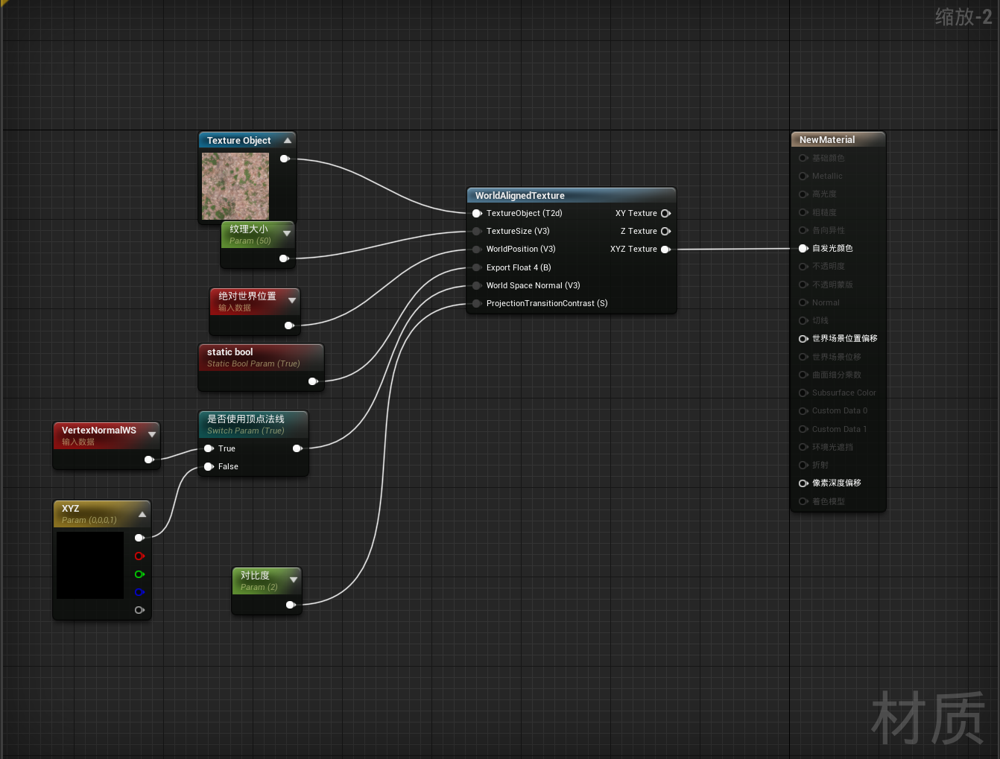 缩放-2
Texture Object
纹理大小
Param (50)
绝对世界位置
输入数据
static bool
Static Bool Param (True)
VertexNormalWS
输入数据
是否使用顶点法线
Switch Param (True)
True
False
XYZ
Param (0,0,0,1)
对比度
Param (2)
WorldAlignedTexture
TextureObject (T2d)
XY Texture
TextureSize (V3)
Z Texture
WorldPosition (V3)
XYZ Texture
Export Float 4 (B)
World Space Normal (V3)
ProjectionTransitionContrast (S)
NewMaterial
基础颜色
Metallic
高光度
粗糙度
各向异性
自发光颜色
不透明度
不透明蒙版
Normal
切线
世界场景位置偏移
世界场景位移
曲面细分乘数
Subsurface Color
Custom Data 0
Custom Data 1
环境光遮挡
折射
像素深度偏移
着色模型
材质